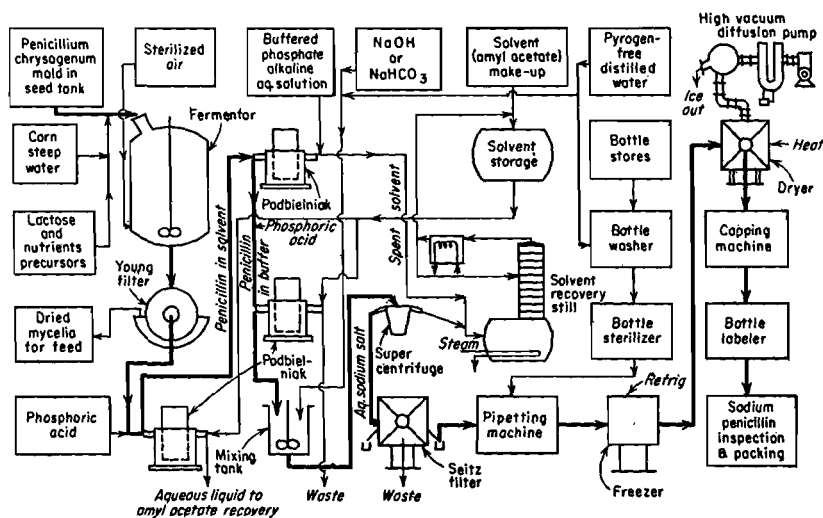 Penicillium
chrysogenum
mold in
seed tank
Sterilized
air
Buffered
phosphate
alkaline
aq. solution
NaOH
or
NaHCO3
Solvent
(amyl acetate)
make-up
Pyrogen-
free
distilled
water
High vacuum
diffusion pump
Ice
out
Fermentor
Corn
steep
water
Lactose
and
nutrients
precursors
Podbielniak
Solvent
storage
Bottle
stores
Heat
Dryer
Penicillin in solvent
Penicillin
in buffer
Phosphoric
acid
Spent solvent
Bottle
washer
Capping
machine
Young
filter
Dried
mycelia
for feed
Solvent
recovery
still
Podbiel-
niak
Super
centrifuge
Steam
Bottle
sterilizer
Bottle
labeler
Aq. sodium salt
Refrig
Phosphoric
acid
Mixing
tank
Seitz
filter
Pipetting
machine
Freezer
Sodium
penicillin
inspection
& packing
Aqueous liquid to
amyl acetate recovery
Waste
Waste